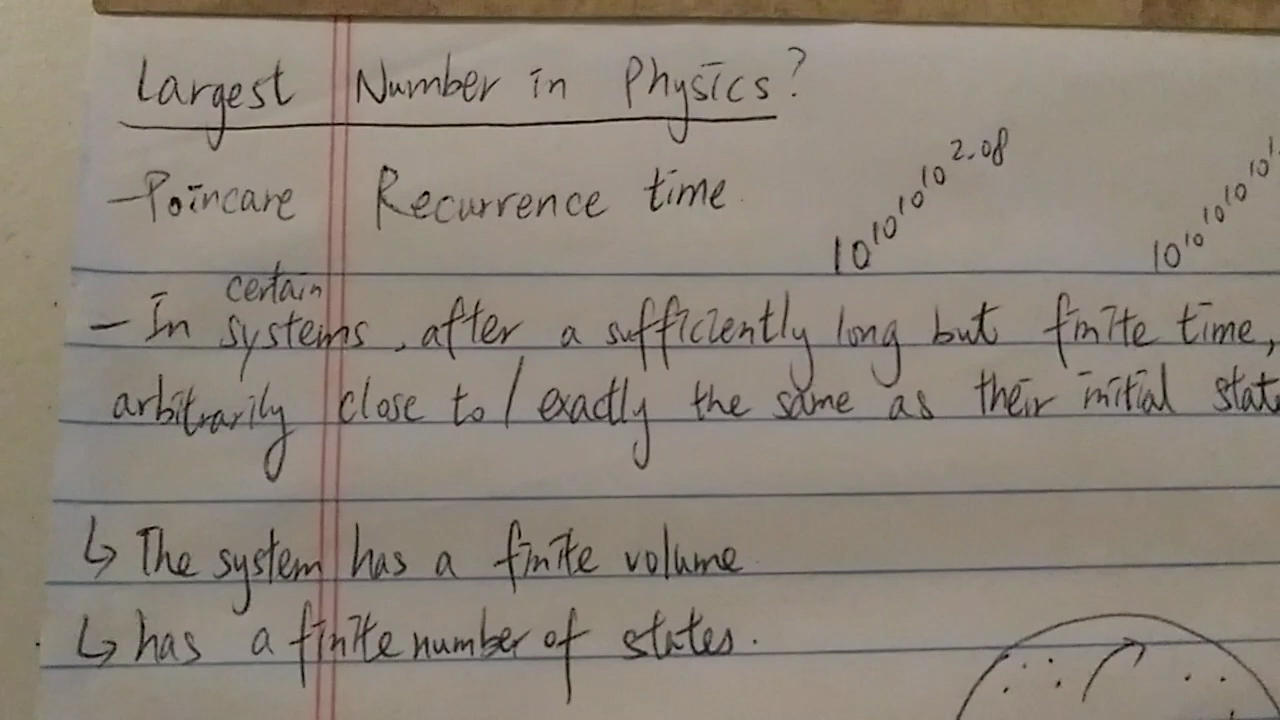 Largest Number in Physics?
-Poincare Recurrence time.
10^10^10^10^2.08
10^10^10^10^10^1.
certain
- In systems, after a sufficiently long but finite time,
arbitrarily close to / exactly the same as their initial stat
↳ The system has a finite volume.
↳ has a finite number of states.